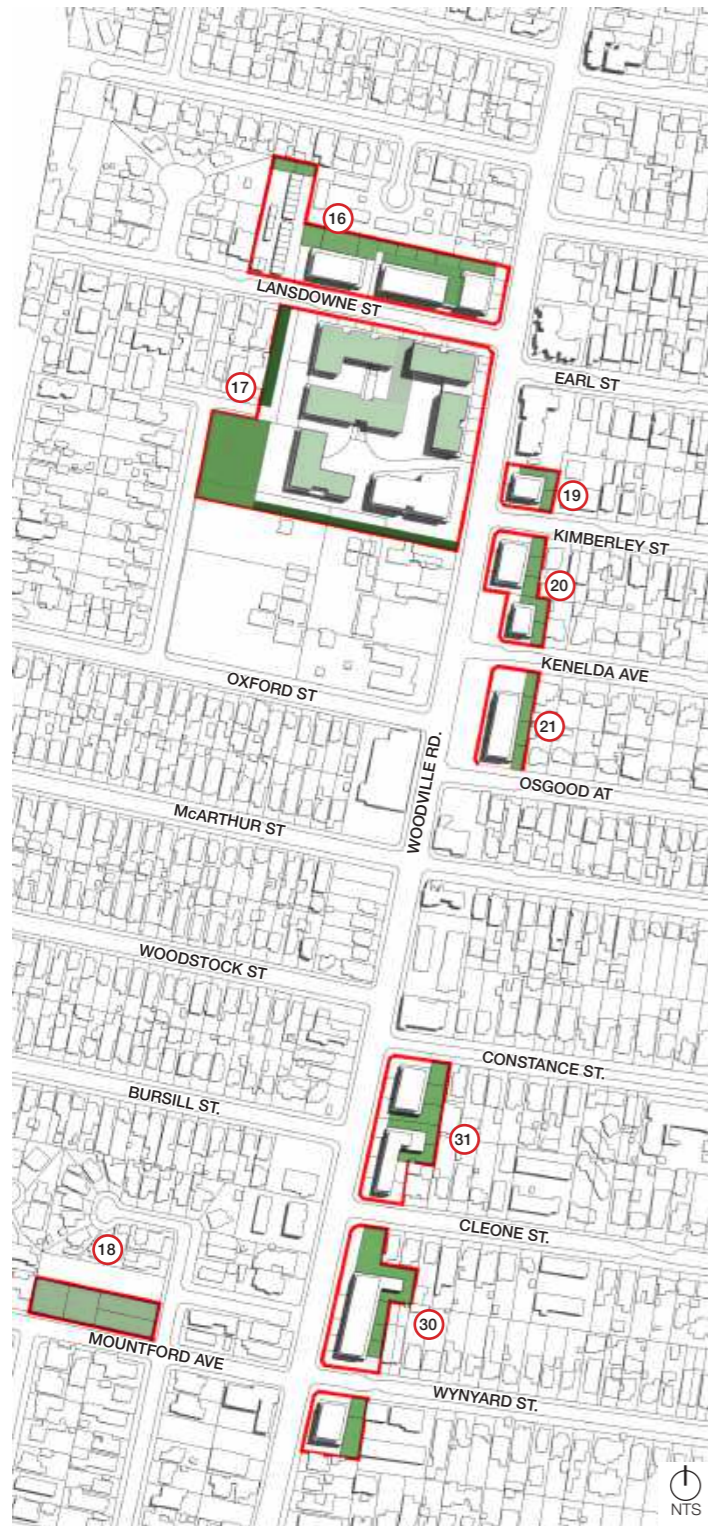 16
LANSDOWNE ST
17
EARL ST
19
KIMBERLEY ST
20
KENELDA AVE
OXFORD ST
21
OSGOOD AT
WOODVILLE RD.
McARTHUR ST
WOODSTOCK ST
CONSTANCE ST.
BURSILL ST.
31
CLEONE ST.
18
30
MOUNTFORD AVE
WYNYARD ST.
NTS